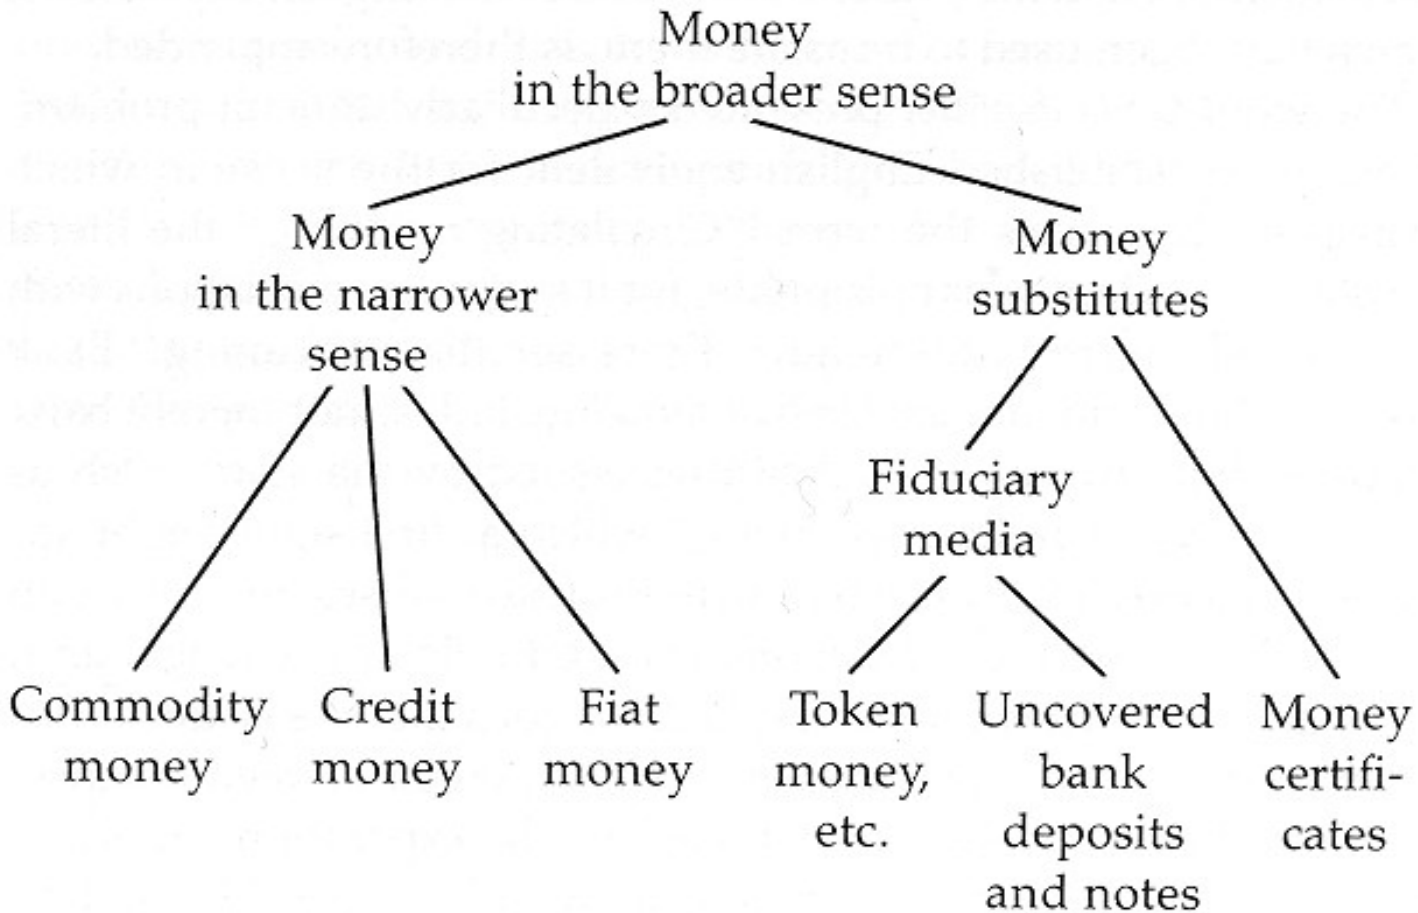 Money
in the broader sense
Money
in the narrower
sense
Money
substitutes
Fiduciary
media
Commodity
money
Credit
money
Fiat
money
Token
money,
etc.
Uncovered
bank
deposits
and notes
Money
certifi-
cates